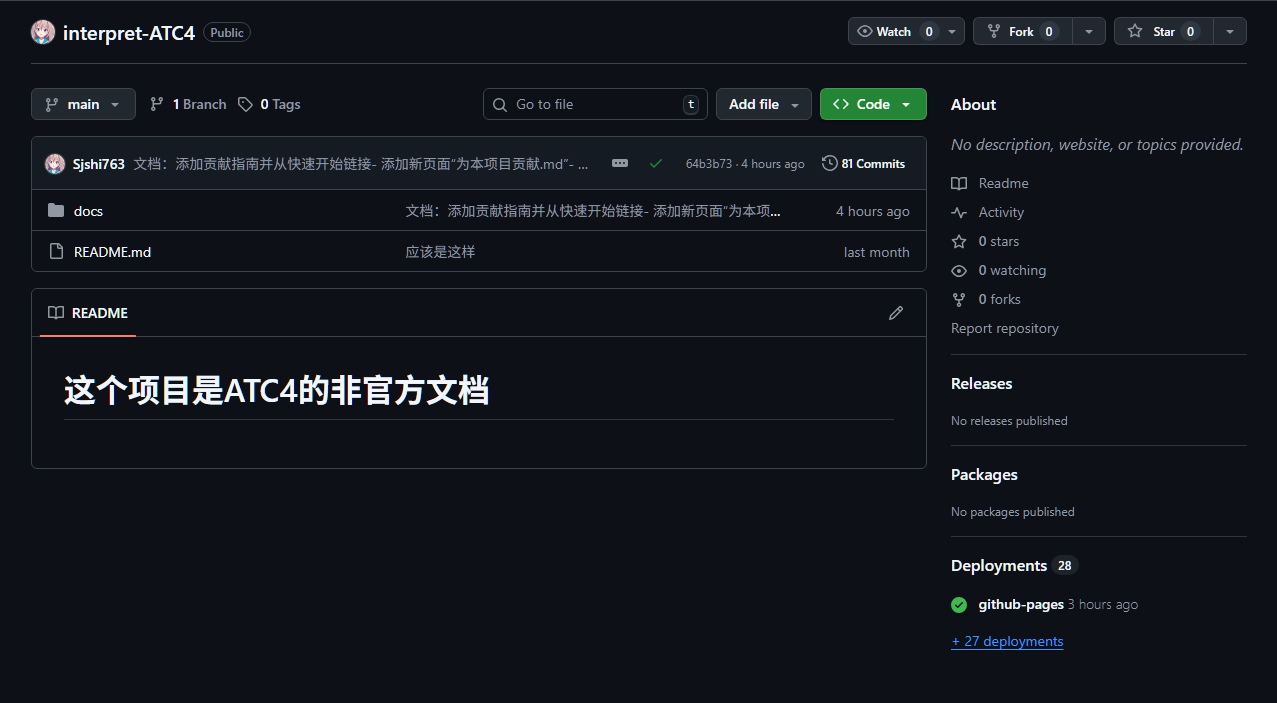 interpret-ATC4 Public Watch 0 Fork 0 Star 0
main 1 Branch 0 Tags Go to file t Add file Code
About
No description, website, or topics provided.
Sjshi763 文档：添加贡献指南并从快速开始链接- 添加新页面“为本项目贡献.md”- ... 64b3b73 · 4 hours ago 81 Commits
docs 文档：添加贡献指南并从快速开始链接- 添加新页面“为本项... 4 hours ago
README.md 应该是这样 last month
README
这个项目是ATC4的非官方文档
Readme
Activity
0 stars
0 watching
0 forks
Report repository
Releases
No releases published
Packages
No packages published
Deployments 28
github-pages 3 hours ago
+ 27 deployments